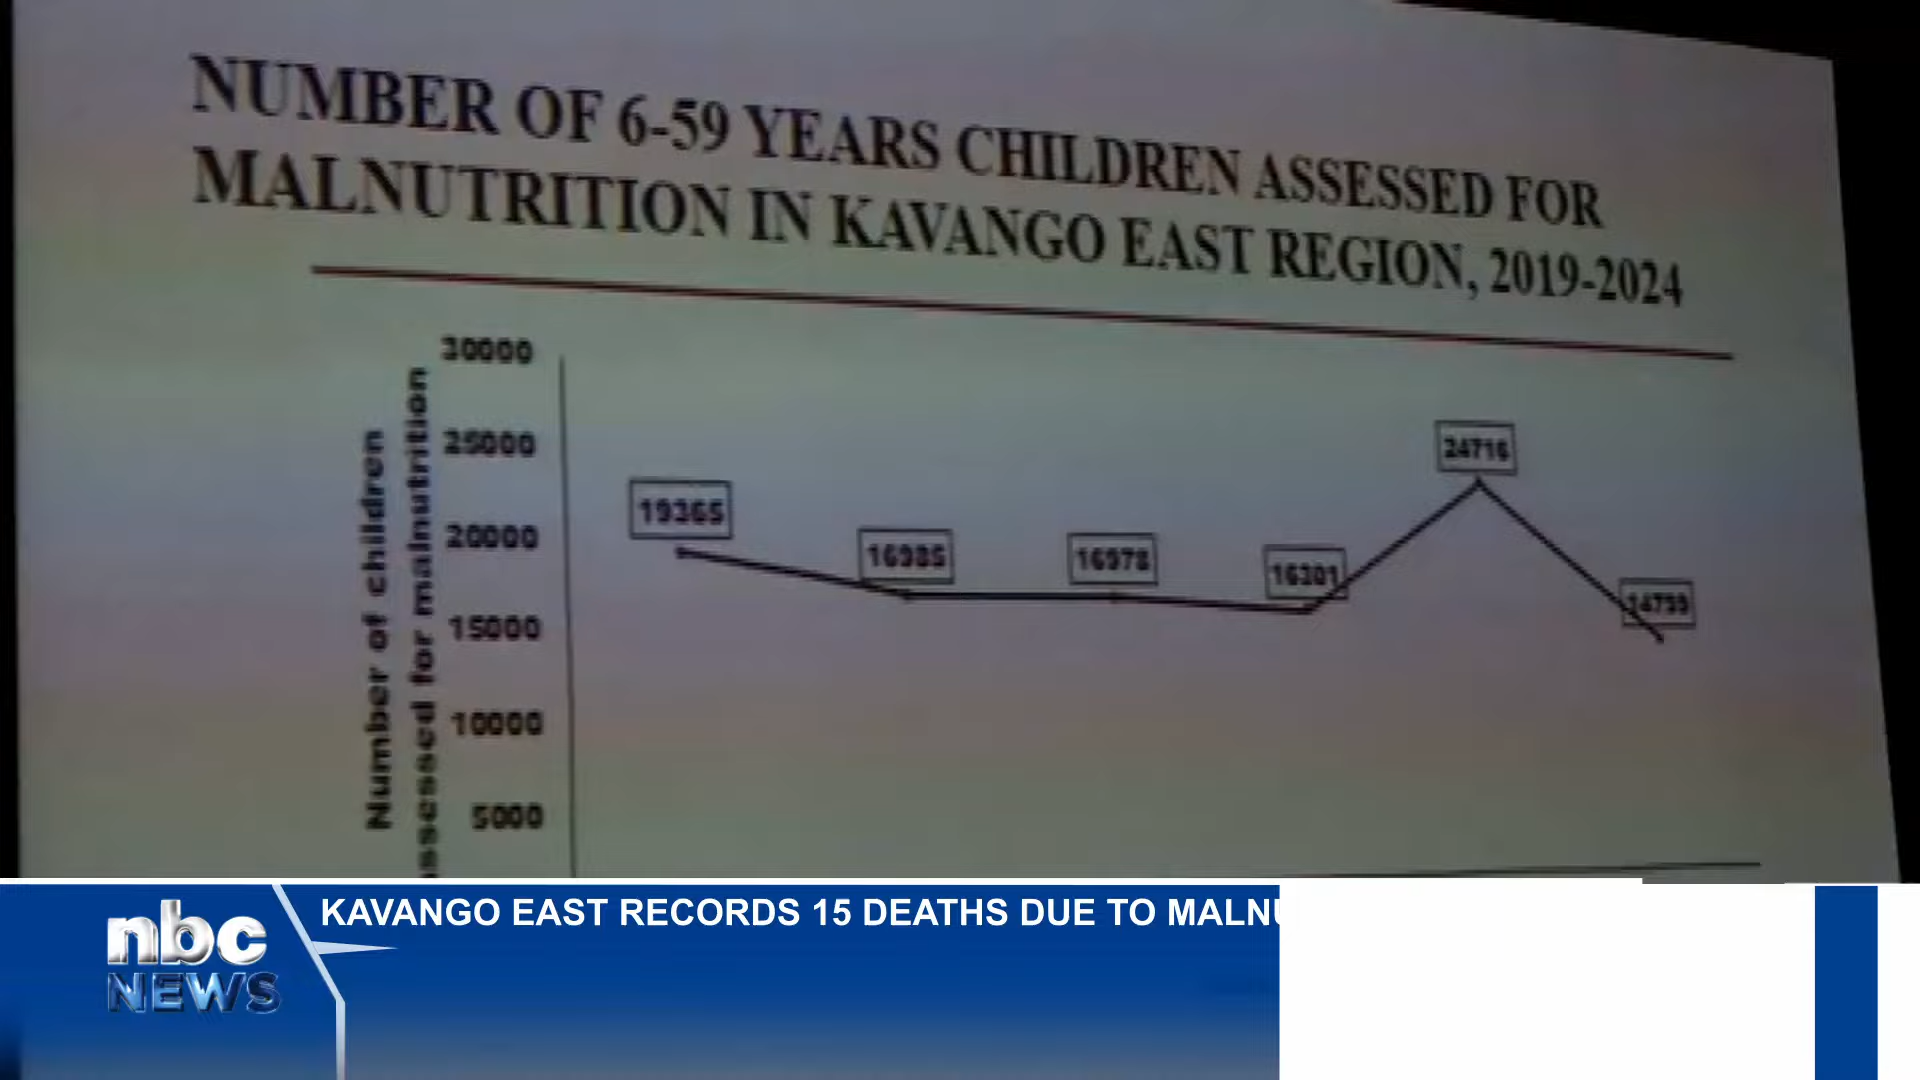 NUMBER OF 6-59 YEARS CHILDREN ASSESSED FOR
MALNUTRITION IN KAVANGO EAST REGION, 2019-2024
Number of children
assessed for malnutrition
30000
25000
20000
15000
10000
5000
19365
16985
16978
16301
24716
nbc
NEWS
KAVANGO EAST RECORDS 15 DEATHS DUE TO MALNU